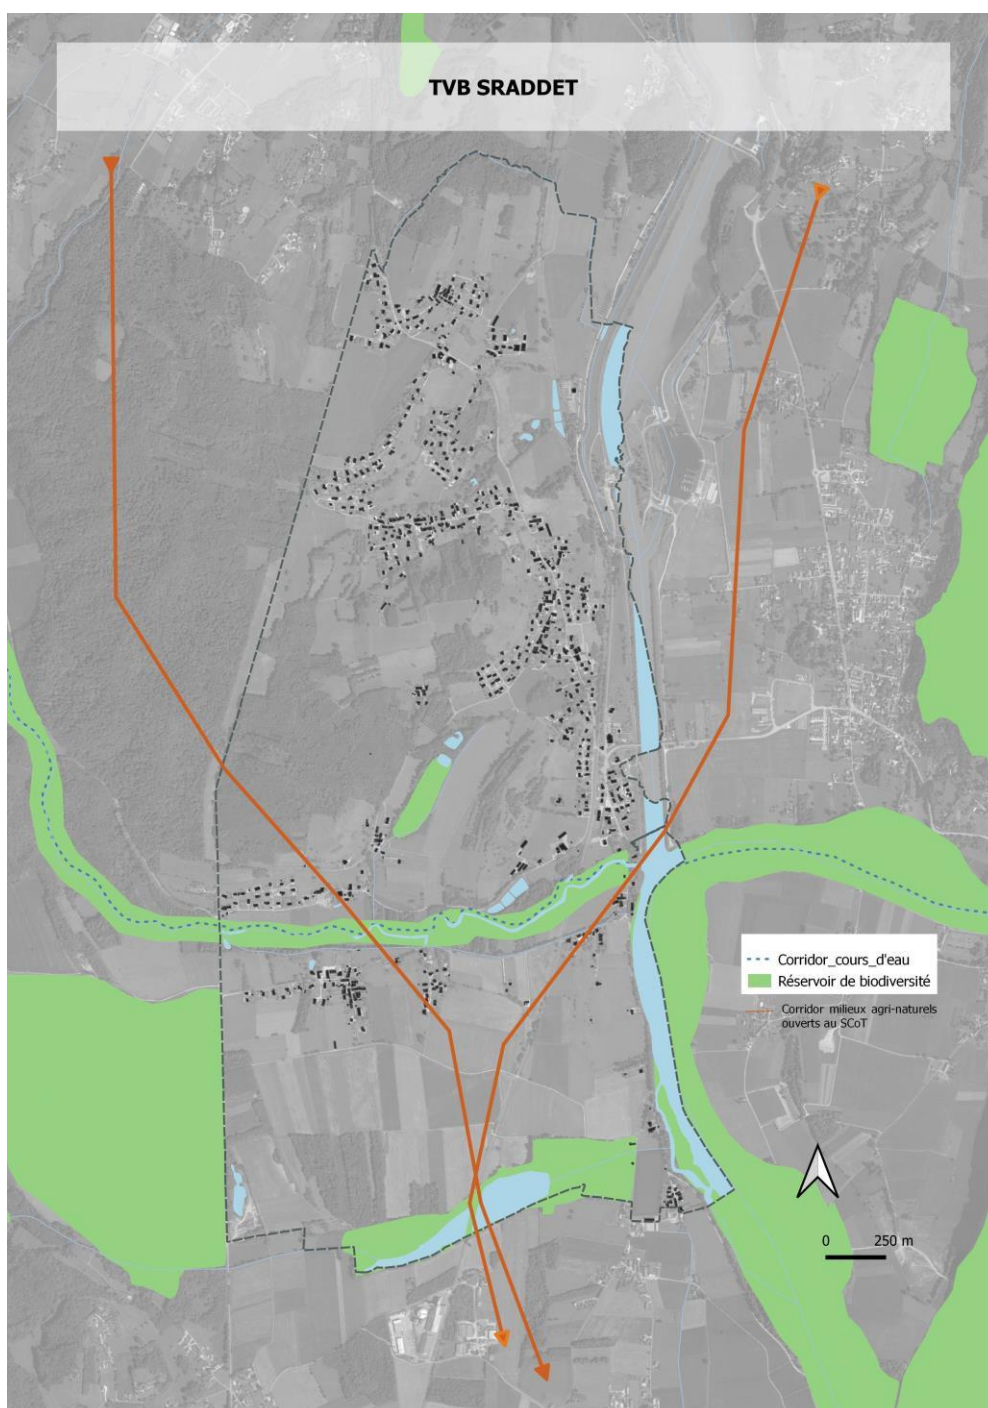 TVB SRADDET
Corridor_cours_d'eau
Réservoir de biodiversité
Corridor milieux agri-naturels
ouverts au SCoT
0 250 m